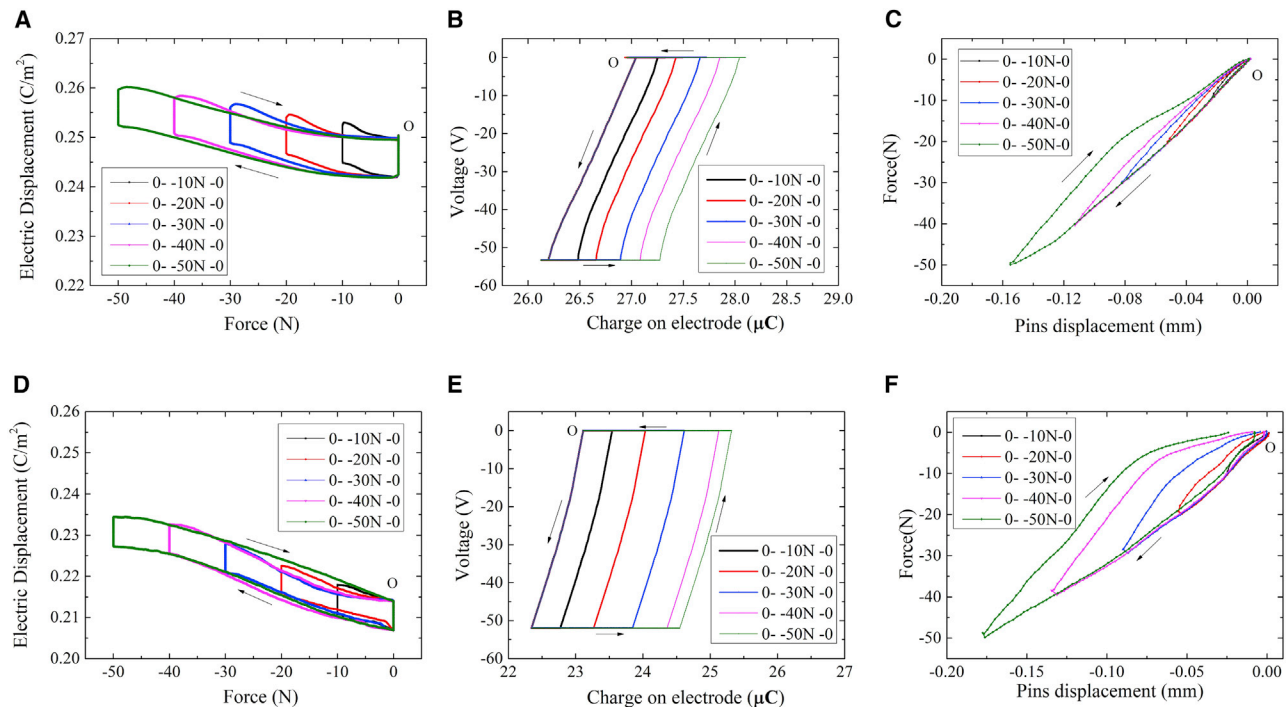 A
0.27
0.26
0.25
0.24
0.23
0.22
Electric Displacement (C/m²)
-50 -40 -30 -20 -10 0
Force (N)
O
0- -10N -0
0- -20N -0
0- -30N -0
0- -40N -0
0- -50N -0
B
0
-10
-20
-30
-40
-50
-60
Voltage (V)
26.0 26.5 27.0 27.5 28.0 28.5 29.0
Charge on electrode (μC)
O
0- -10N -0
0- -20N -0
0- -30N -0
0- -40N -0
0- -50N -0
C
0
-10
-20
-30
-40
-50
Force(N)
-0.20 -0.16 -0.12 -0.08 -0.04 0.00
Pins displacement (mm)
O
0- -10N-0
0- -20N-0
0- -30N-0
0- -40N-0
0- -50N-0
D
0.26
0.25
0.24
0.23
0.22
0.21
0.20
Electric Displacement (C/m²)
-50 -40 -30 -20 -10 0
Force (N)
O
0- -10N -0
0- -20N -0
0- -30N -0
0- -40N -0
0- -50N -0
E
0
-10
-20
-30
-40
-50
-60
Voltage (V)
22 23 24 25 26 27
Charge on electrode (μC)
O
0- -10N -0
0- -20N -0
0- -30N -0
0- -40N -0
0- -50N -0
F
0
-10
-20
-30
-40
-50
Force(N)
-0.20 -0.15 -0.10 -0.05 0.00
Pins displacement (mm)
O
0- -10N-0
0- -20N-0
0- -30N-0
0- -40N-0
0- -50N-0